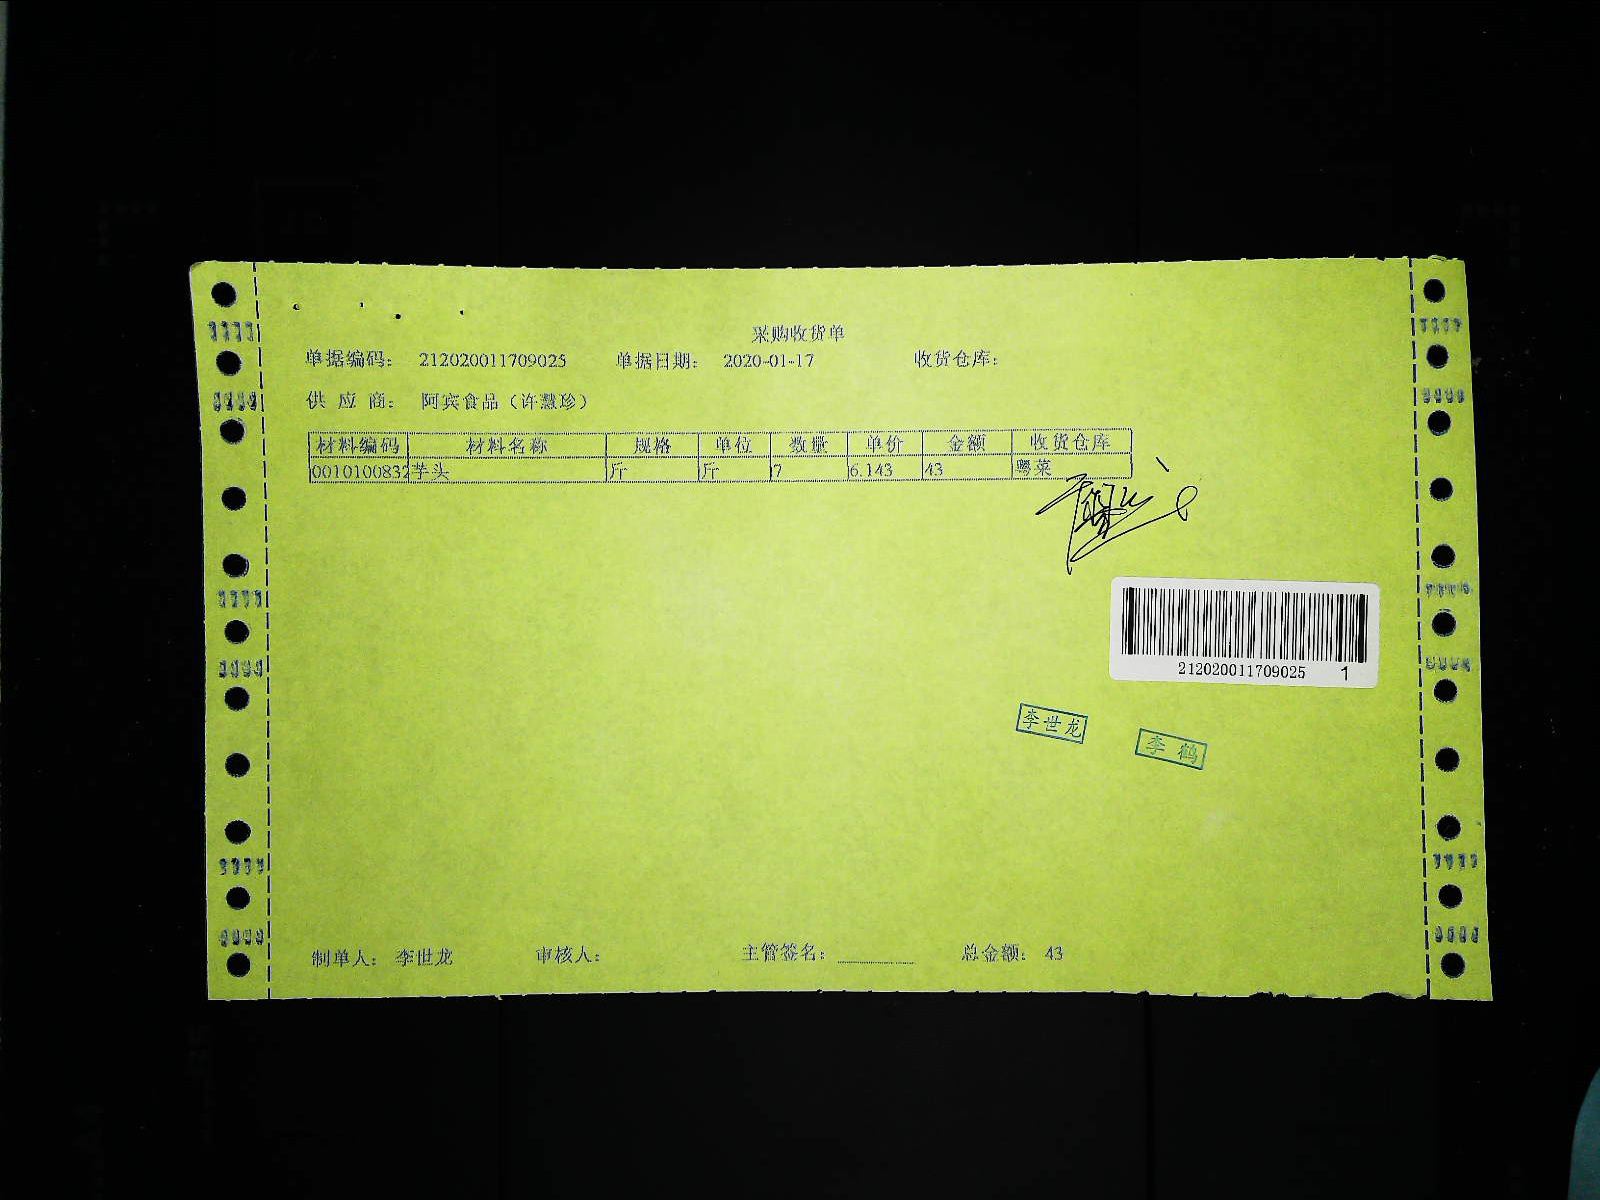 采购收货单
单据编码： 212020011709025 单据日期： 2020-01-17 收货仓库：
供 应 商： 阿宾食品（许慧珍）
材料编码 材料名称 规格 单位 数量 单价 金额 收货仓库
0010100832 芋头 斤 斤 7 6.143 43 粤菜
212020011709025 1
李世龙
李鹤
制单人： 李世龙 审核人： 主管签名： 总金额： 43